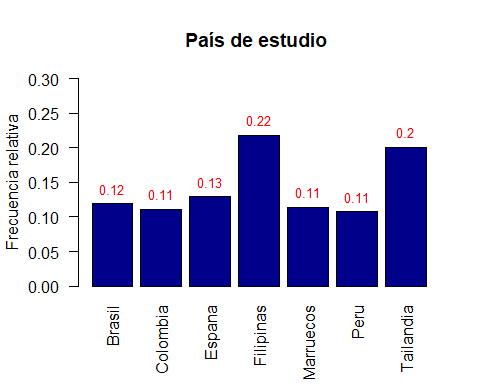 País de estudio
Frecuencia relativa
0.30
0.25
0.20
0.15
0.10
0.05
0.00
0.12
0.11
0.13
0.22
0.11
0.11
0.2
Brasil
Colombia
Espana
Filipinas
Marruecos
Peru
Tailandia